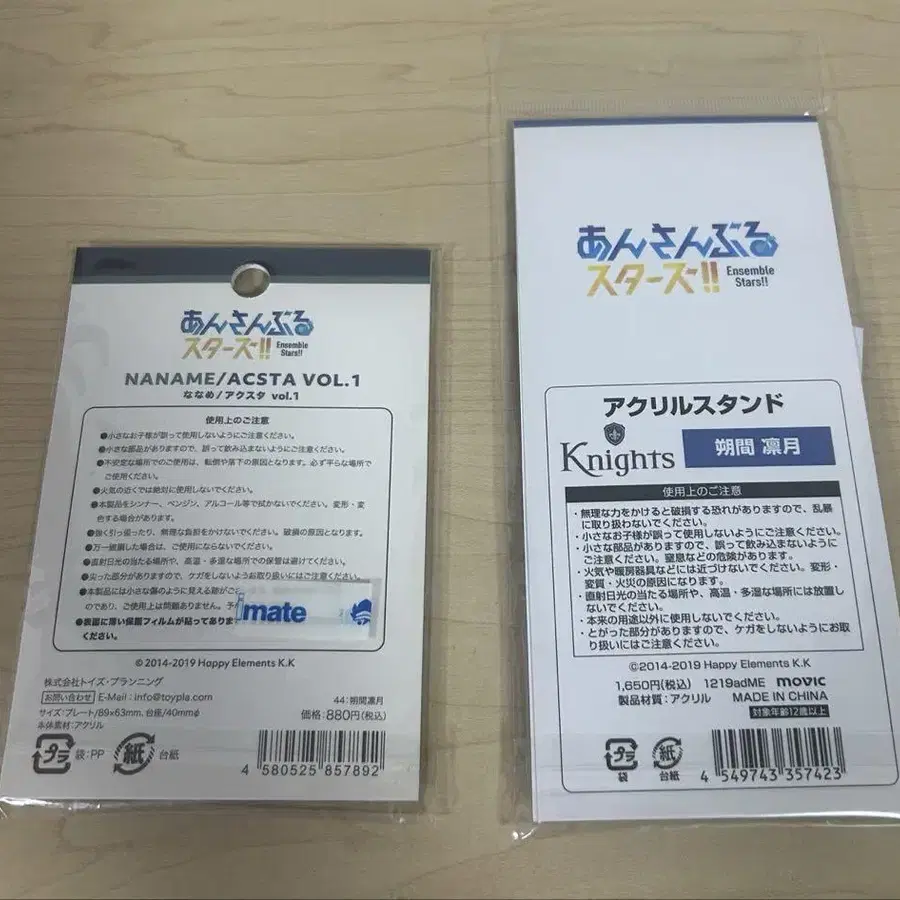 あんさんぶる
スターズ!!
Ensemble
Stars!!
NANAME/ACSTA VOL.1
ななめ/アクスタ vol.1
使用上のご注意
●小さなお子様が誤って使用しないようにご注意ください。
●小さな部品がありますので、誤って飲み込まないようにご注意ください。
●不安定な場所でのご使用は、転倒や落下の原因となります。必ず平らな場所で
ご使用ください。
●火気の近くでは絶対に使用しないでください。
●本製品をシンナー、ベンジン、アルコール等で拭かないでください。変形・変
色する場合があります。
●強く引っ張ったり、無理な負担をかけないでください。破損の原因となります。
●万一破損した場合は、ご使用にならないでください。
●直射日光の当たる場所や、高温・多湿な場所での保管は避けてください。
●尖った部分がありますので、ケガをしないようお取り扱いにはご注意ください。
●本製品には小さな傷のように見える跡がご
のであり、ご使用上は問題ありません。予
●表面に薄い保護フィルムが貼ってあります
ください。
mate
©2014-2019 Happy Elements K.K
株式会社トイズ・プランニング
お問い合わせ E-Mail:info@toypla.com
サイズ:プレート/89×63mm、台座/40mmφ
本体素材:アクリル
44:朔間凛月
価格:880円(税込)
プラ 袋:PP 紙 台紙
4 580525 857892
あんさんぶる
スターズ!!
Ensemble
Stars!!
アクリルスタンド
Knights 朔間 凛月
使用上のご注意
・無理な力をかけると破損する恐れがありますので、乱暴
に取り扱わないでください。
・小さなお子様が誤って使用しないようにご注意ください。
・小さな部品がありますので、誤って飲み込まないように
ご注意ください。窒息などの危険があります。
・火気や暖房器具などには近づけないでください。変形・
変質・火災の原因になります。
・直射日光の当たる場所や、高温・多湿な場所には放置し
ないでください。
・本来の用途以外に使用しないでください。
・とがった部分がありますので、ケガをしないようにお取
り扱いにはご注意ください。
©2014-2019 Happy Elements K.K
1,650円(税込) 1219adME movic
製品材質:アクリル MADE IN CHINA
対象年齢12歳以上
プラ 紙
袋 台紙
4 549743 357423